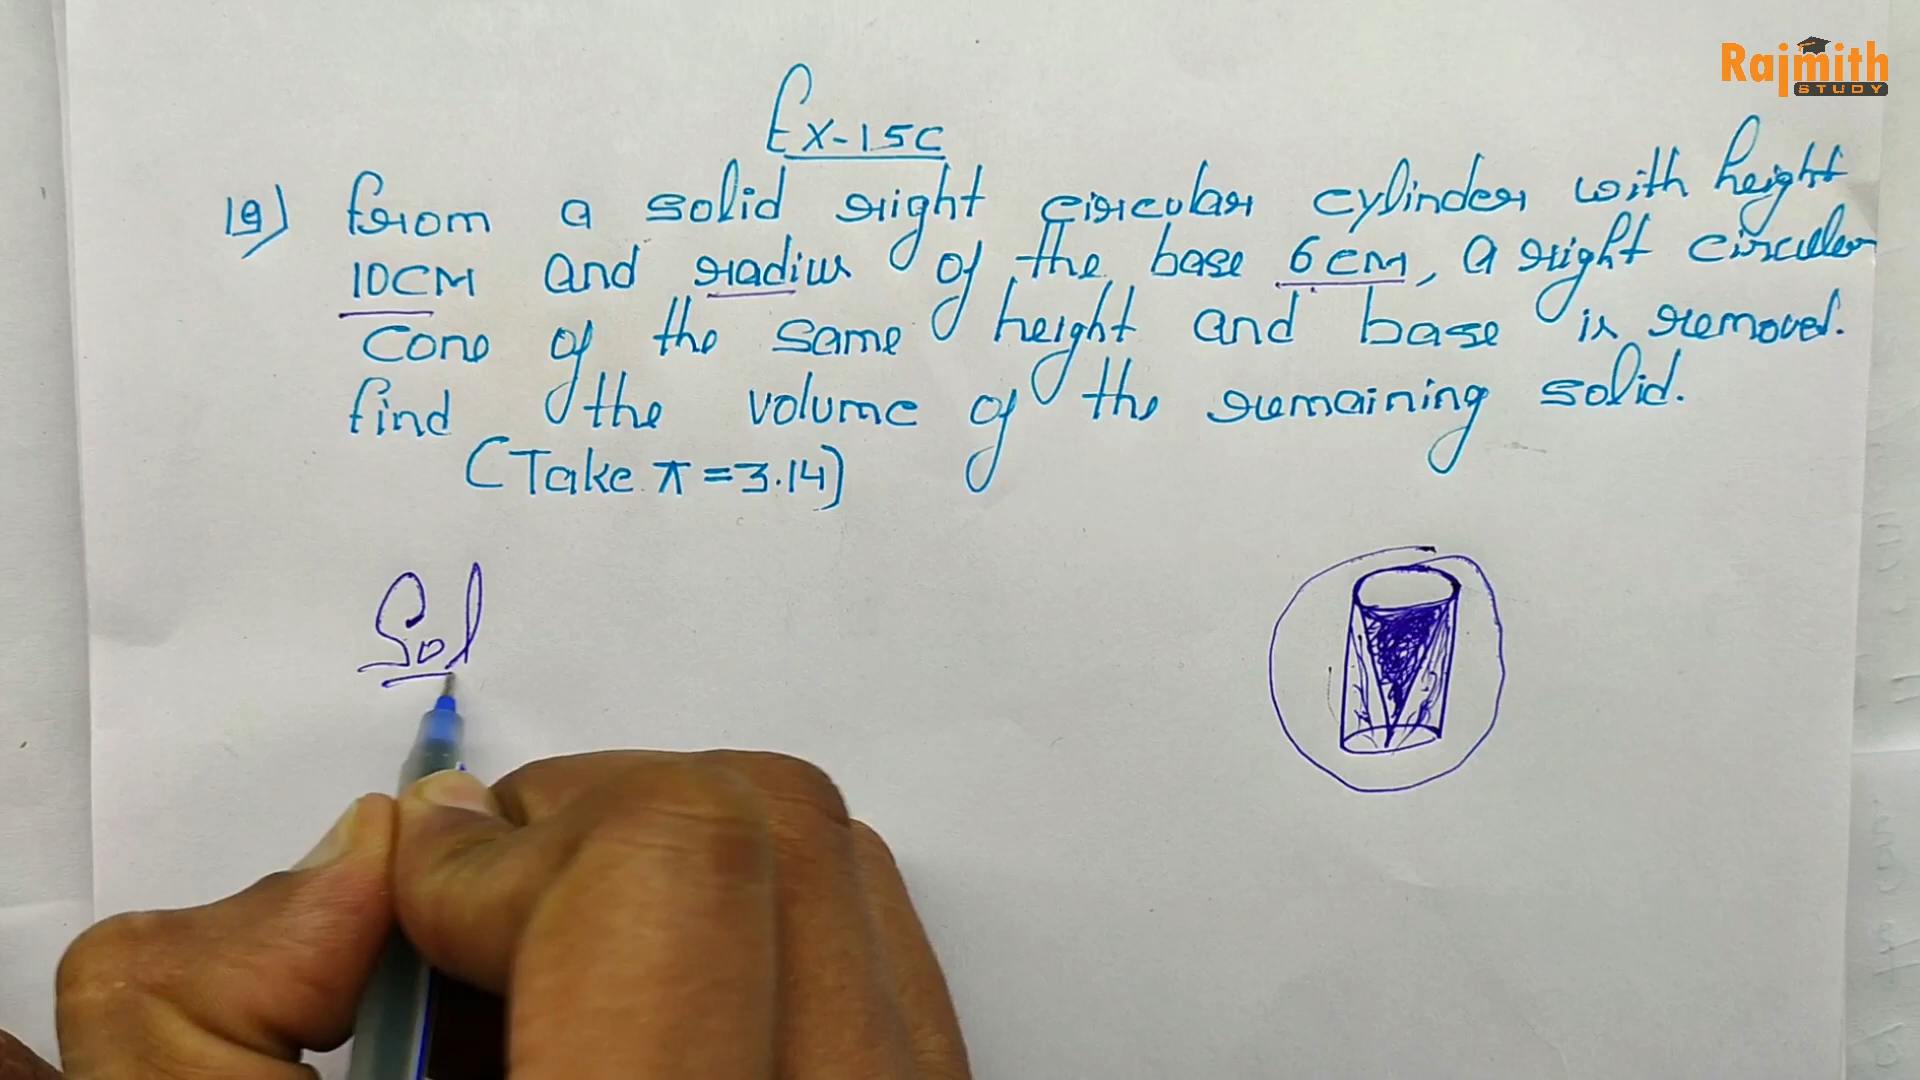 Rajmith
STUDY
Ex-15C
19) From a solid right circular cylinder with height
10CM and radius of the base 6cm, a right circular
cone of the same height and base is removed.
find the volume of the remaining solid.
(Take π = 3.14)
Sol